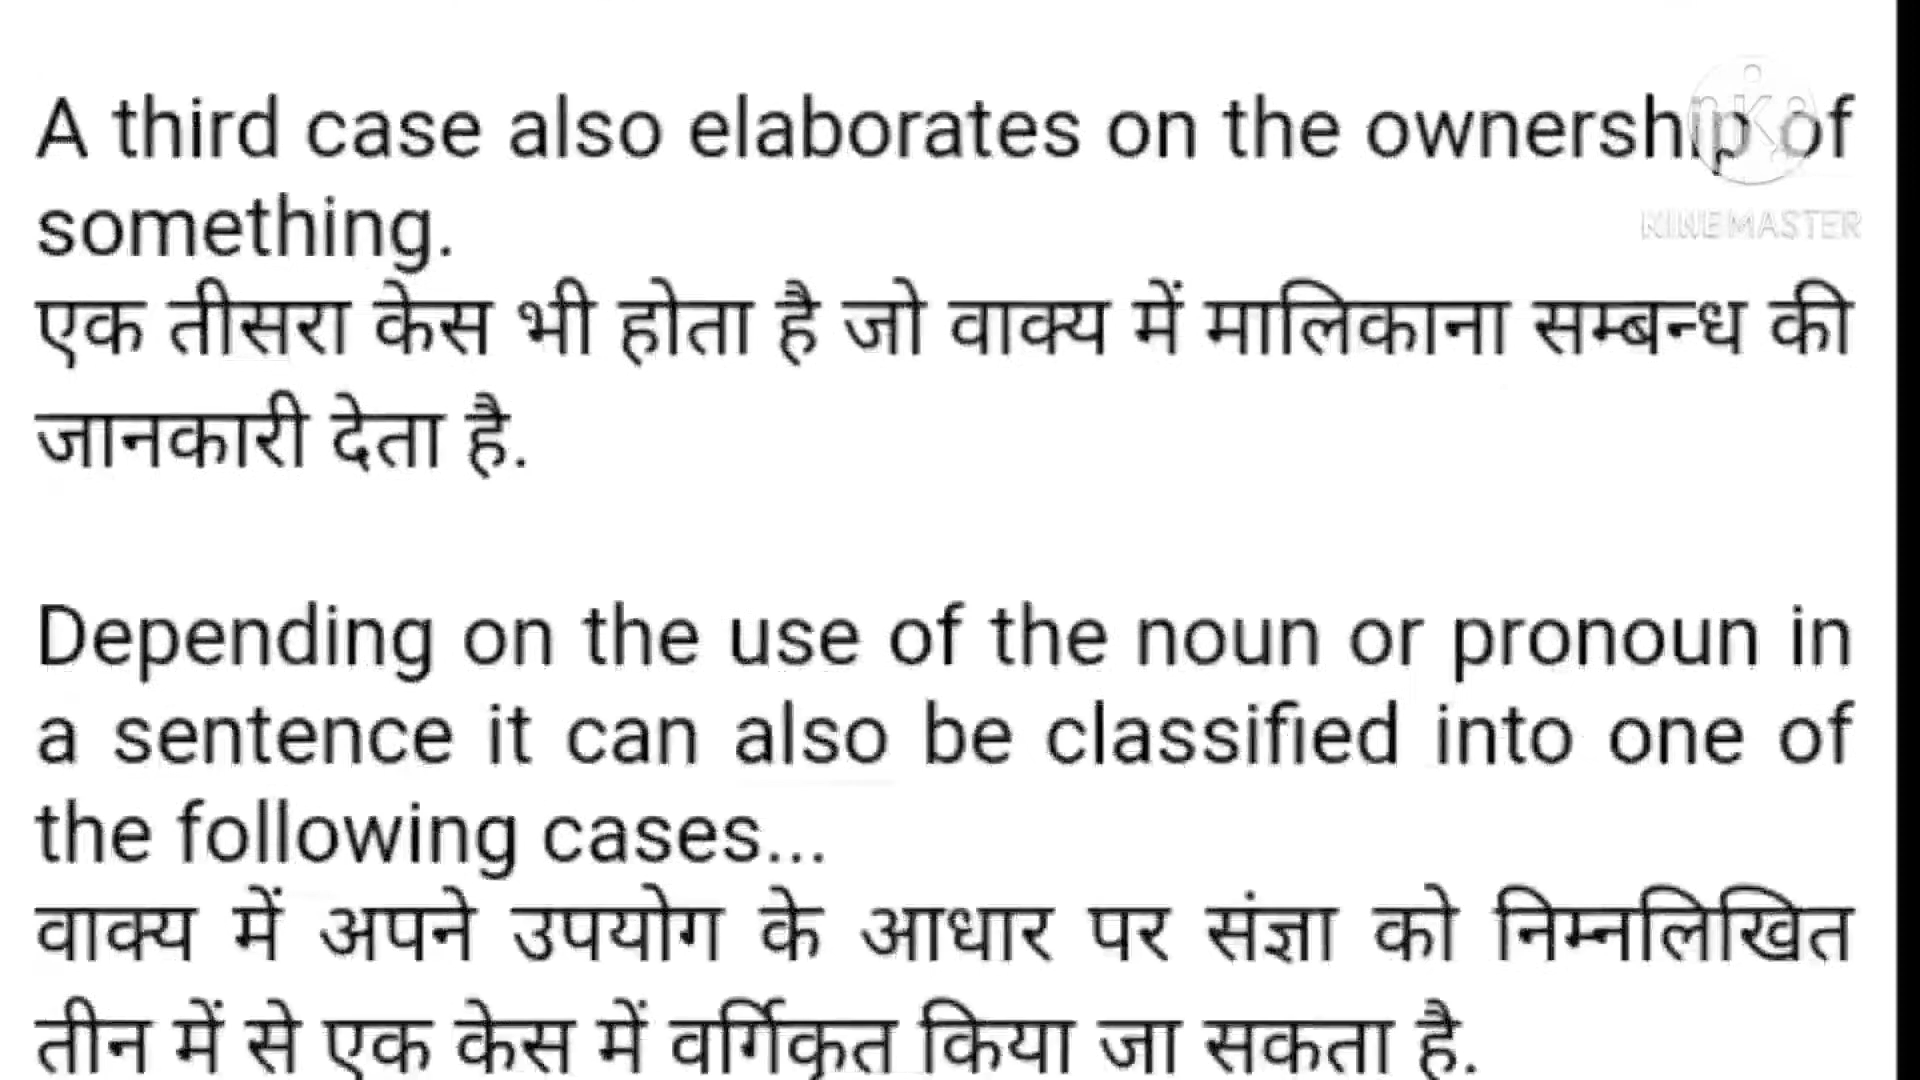 A third case also elaborates on the ownership of
something.
एक तीसरा केस भी होता है जो वाक्य में मालिकाना सम्बन्ध की
जानकारी देता है.
Depending on the use of the noun or pronoun in
a sentence it can also be classified into one of
the following cases...
वाक्य में अपने उपयोग के आधार पर संज्ञा को निम्नलिखित
तीन में से एक केस में वर्गिकृत किया जा सकता है.
KINEMASTER